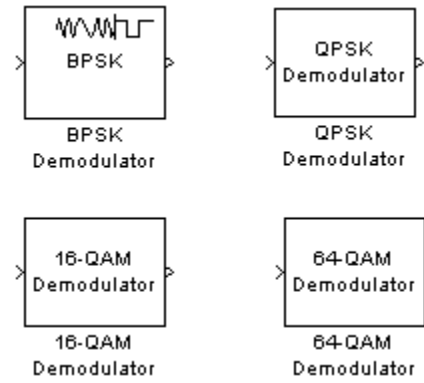 BPSK
BPSK
Demodulator
QPSK
Demodulator
QPSK
Demodulator
16-QAM
Demodulator
16-QAM
Demodulator
64-QAM
Demodulator
64-QAM
Demodulator